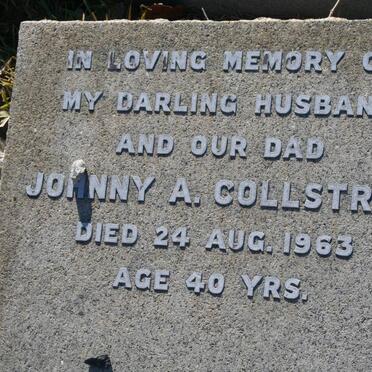 IN LOVING MEMORY O
MY DARLING HUSBAN
AND OUR DAD
JOHNNY A. COLLSTR
DIED 24 AUG. 1963
AGE 40 YRS.